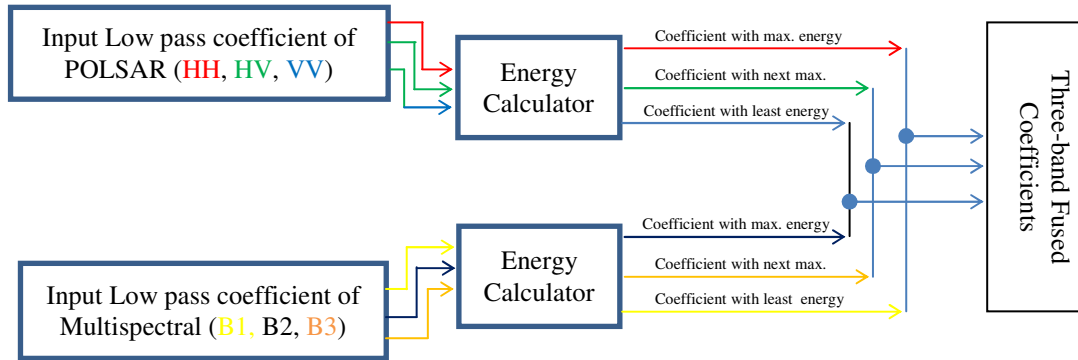 Input Low pass coefficient of
POLSAR (HH, HV, VV)
Energy
Calculator
Coefficient with max. energy
Coefficient with next max.
Coefficient with least energy
Three-band Fused
Coefficients
Input Low pass coefficient of
Multispectral (B1, B2, B3)
Energy
Calculator
Coefficient with max. energy
Coefficient with next max.
Coefficient with least energy